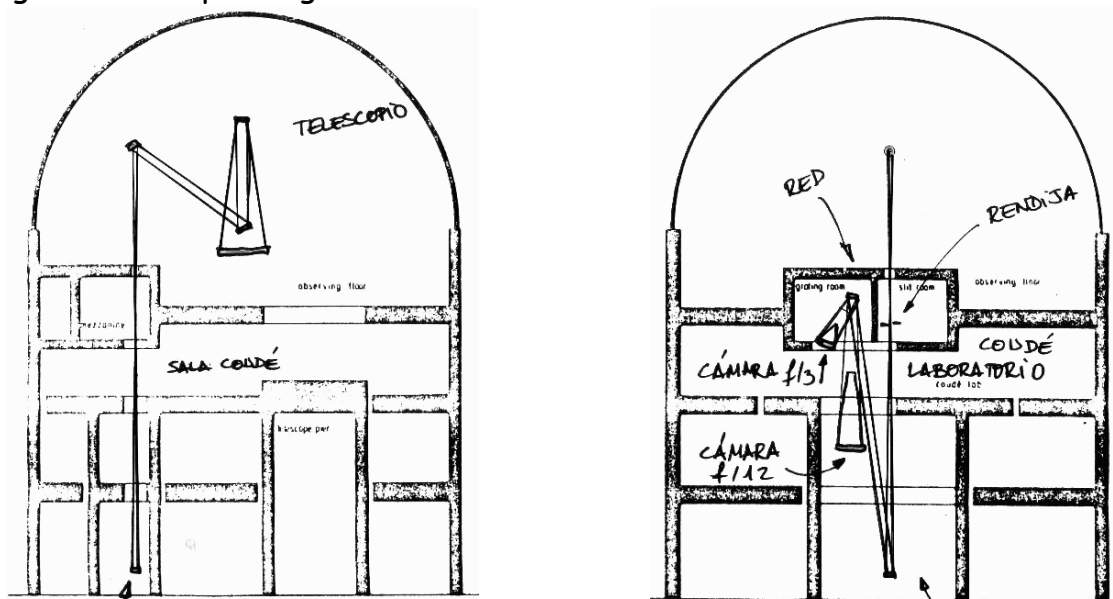 TELESCOPIO
observing floor
mezzanine
SALA COUDÉ
telescope pier
RED
RENDIJA
grating room
slit room
observing floor
CÁMARA f/3
COUDÉ
LABORATORIO
coudé lab
CÁMARA
f/12